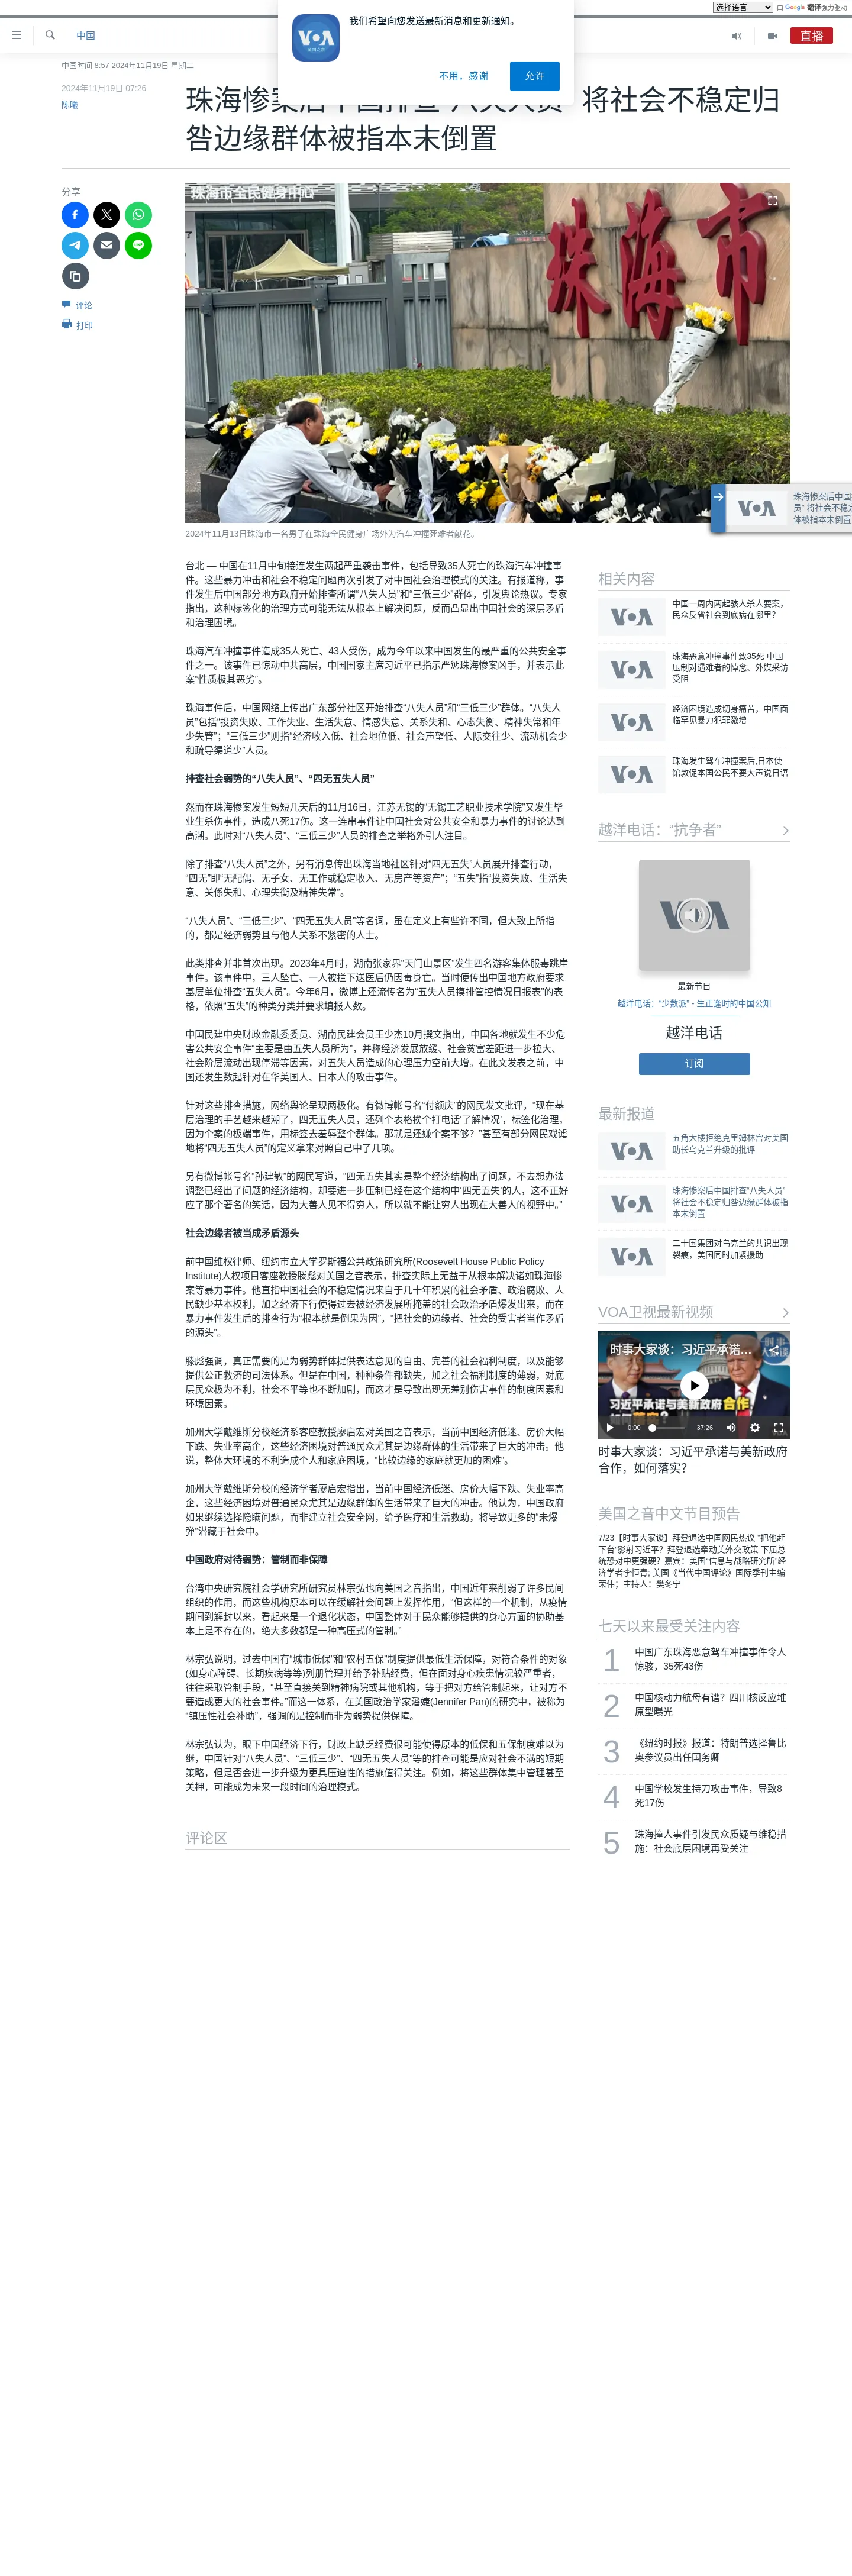 选择语言 由 Google 翻译强力驱动
我们希望向您发送最新消息和更新通知。
不用，感谢
允许
中国
直播
中国时间 8:57 2024年11月19日 星期二
2024年11月19日 07:26
陈曦
珠海惨案后中国排查“八失人员” 将社会不稳定归
咎边缘群体被指本末倒置
分享
评论
打印
珠海市全民健身中心
珠海市
2024年11月13日珠海市一名男子在珠海全民健身广场外为汽车冲撞死难者献花。
珠海惨案后中国
员” 将社会不稳定
体被指本末倒置
台北 — 中国在11月中旬接连发生两起严重袭击事件，包括导致35人死亡的珠海汽车冲撞事
件。这些暴力冲击和社会不稳定问题再次引发了对中国社会治理模式的关注。有报道称，事
件发生后中国部分地方政府开始排查所谓“八失人员”和“三低三少”群体，引发舆论热议。专家
指出，这种标签化的治理方式可能无法从根本上解决问题，反而凸显出中国社会的深层矛盾
和治理困境。
珠海汽车冲撞事件造成35人死亡、43人受伤，成为今年以来中国发生的最严重的公共安全事
件之一。该事件已惊动中共高层，中国国家主席习近平已指示严惩珠海惨案凶手，并表示此
案“性质极其恶劣”。
珠海事件后，中国网络上传出广东部分社区开始排查“八失人员”和“三低三少”群体。“八失人
员”包括“投资失败、工作失业、生活失意、情感失意、关系失和、心态失衡、精神失常和年
少失管”；“三低三少”则指“经济收入低、社会地位低、社会声望低、人际交往少、流动机会少
和疏导渠道少”人员。
排查社会弱势的“八失人员”、“四无五失人员”
然而在珠海惨案发生短短几天后的11月16日，江苏无锡的“无锡工艺职业技术学院”又发生毕
业生杀伤事件，造成八死17伤。这一连串事件让中国社会对公共安全和暴力事件的讨论达到
高潮。此时对“八失人员”、“三低三少”人员的排查之举格外引人注目。
除了排查“八失人员”之外，另有消息传出珠海当地社区针对“四无五失”人员展开排查行动，
“四无”即“无配偶、无子女、无工作或稳定收入、无房产等资产”；“五失”指“投资失败、生活失
意、关係失和、心理失衡及精神失常”。
“八失人员”、“三低三少”、“四无五失人员”等名词，虽在定义上有些许不同，但大致上所指
的，都是经济弱势且与他人关系不紧密的人士。
此类排查并非首次出现。2023年4月时，湖南张家界“天门山景区”发生四名游客集体服毒跳崖
事件。该事件中，三人坠亡、一人被拦下送医后仍因毒身亡。当时便传出中国地方政府要求
基层单位排查“五失人员”。今年6月，微博上还流传名为“五失人员摸排管控情况日报表”的表
格，依照“五失”的种类分类并要求填报人数。
中国民建中央财政金融委委员、湖南民建会员王少杰10月撰文指出，中国各地就发生不少危
害公共安全事件“主要是由五失人员所为”，并称经济发展放缓、社会贫富差距进一步拉大、
社会阶层流动出现停滞等因素，对五失人员造成的心理压力空前大增。在此文发表之前，中
国还发生数起针对在华美国人、日本人的攻击事件。
针对这些排查措施，网络舆论呈现两极化。有微博帐号名“付额庆”的网民发文批评，“现在基
层治理的手艺越来越潮了，四无五失人员，还列个表格挨个打电话‘了解情况’，标签化治理，
因为个案的极端事件，用标签去羞辱整个群体。那就是还嫌个案不够？”甚至有部分网民戏谑
地将“四无五失人员”的定义拿来对照自己中了几项。
另有微博帐号名“孙建敏”的网民写道，“四无五失其实是整个经济结构出了问题，不去想办法
调整已经出了问题的经济结构，却要进一步压制已经在这个结构中‘四无五失’的人，这不正好
应了那个著名的笑话，因为大善人见不得穷人，所以就不能让穷人出现在大善人的视野中。”
社会边缘者被当成矛盾源头
前中国维权律师、纽约市立大学罗斯福公共政策研究所(Roosevelt House Public Policy
Institute)人权项目客座教授滕彪对美国之音表示，排查实际上无益于从根本解决诸如珠海惨
案等暴力事件。他直指中国社会的不稳定情况来自于几十年积累的社会矛盾、政治腐败、人
民缺少基本权利，加之经济下行使得过去被经济发展所掩盖的社会政治矛盾爆发出来，而在
暴力事件发生后的排查行为“根本就是倒果为因”，“把社会的边缘者、社会的受害者当作矛盾
的源头”。
滕彪强调，真正需要的是为弱势群体提供表达意见的自由、完善的社会福利制度，以及能够
提供公正救济的司法体系。但是在中国，种种条件都缺失，加之社会福利制度的薄弱，对底
层民众极为不利，社会不平等也不断加剧，而这才是导致出现无差别伤害事件的制度因素和
环境因素。
加州大学戴维斯分校经济系客座教授廖启宏对美国之音表示，当前中国经济低迷、房价大幅
下跌、失业率高企，这些经济困境对普通民众尤其是边缘群体的生活带来了巨大的冲击。他
说，整体大环境的不利造成个人和家庭困境，“比较边缘的家庭就更加的困难”。
加州大学戴维斯分校的经济学者廖启宏指出，当前中国经济低迷、房价大幅下跌、失业率高
企，这些经济困境对普通民众尤其是边缘群体的生活带来了巨大的冲击。他认为，中国政府
如果继续选择隐瞒问题，而非建立社会安全网，给予医疗和生活救助，将导致更多的“未爆
弹”潜藏于社会中。
中国政府对待弱势：管制而非保障
台湾中央研究院社会学研究所研究员林宗弘也向美国之音指出，中国近年来削弱了许多民间
组织的作用，而这些机构原本可以在缓解社会问题上发挥作用，“但这样的一个机制，从疫情
期间到解封以来，看起来是一个退化状态，中国整体对于民众能够提供的身心方面的协助基
本上是不存在的，绝大多数都是一种高压式的管制。”
林宗弘说明，过去中国有“城市低保”和“农村五保”制度提供最低生活保障，对符合条件的对象
(如身心障碍、长期疾病等等)列册管理并给予补贴经费，但在面对身心疾患情况较严重者，
往往采取管制手段，“甚至直接关到精神病院或其他机构，等于把对方给管制起来，让对方不
要造成更大的社会事件。”而这一体系，在美国政治学家潘婕(Jennifer Pan)的研究中，被称为
“镇压性社会补助”，强调的是控制而非为弱势提供保障。
林宗弘认为，眼下中国经济下行，财政上缺乏经费很可能使得原本的低保和五保制度难以为
继，中国针对“八失人员”、“三低三少”、“四无五失人员”等的排查可能是应对社会不满的短期
策略，但是否会进一步升级为更具压迫性的措施值得关注。例如，将这些群体集中管理甚至
关押，可能成为未来一段时间的治理模式。
评论区
相关内容
中国一周内两起骇人杀人要案，
民众反省社会到底病在哪里？
珠海恶意冲撞事件致35死 中国
压制对遇难者的悼念、外媒采访
受阻
经济困境造成切身痛苦，中国面
临罕见暴力犯罪激增
珠海发生驾车冲撞案后,日本使
馆敦促本国公民不要大声说日语
越洋电话：“抗争者”
最新节目
越洋电话：“少数派” - 生正逢时的中国公知
越洋电话
订阅
最新报道
五角大楼拒绝克里姆林宫对美国
助长乌克兰升级的批评
珠海惨案后中国排查“八失人员”
将社会不稳定归咎边缘群体被指
本末倒置
二十国集团对乌克兰的共识出现
裂痕，美国同时加紧援助
VOA卫视最新视频
时事大家谈：习近平承诺…
习近平承诺与美新政府合作
0:00
37:26
时事大家谈：习近平承诺与美新政府
合作，如何落实？
美国之音中文节目预告
7/23【时事大家谈】拜登退选中国网民热议 “把他赶
下台”影射习近平？拜登退选牵动美外交政策 下届总
统恐对中更强硬？嘉宾：美国“信息与战略研究所”经
济学者李恒青; 美国《当代中国评论》国际季刊主编
荣伟；主持人：樊冬宁
七天以来最受关注内容
1 中国广东珠海恶意驾车冲撞事件令人
惊骇，35死43伤
2 中国核动力航母有谱？四川核反应堆
原型曝光
3 《纽约时报》报道：特朗普选择鲁比
奥参议员出任国务卿
4 中国学校发生持刀攻击事件，导致8
死17伤
5 珠海撞人事件引发民众质疑与维稳措
施：社会底层困境再受关注